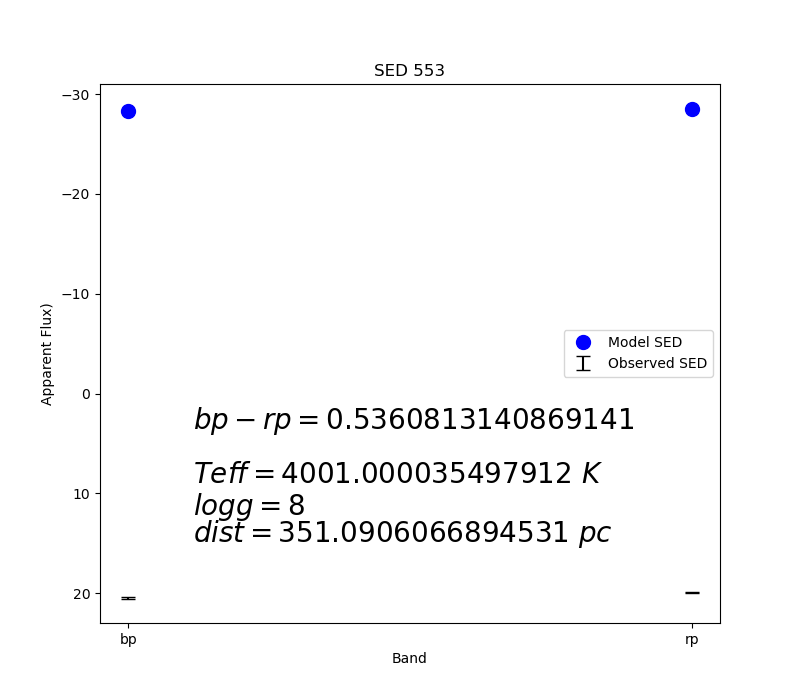 SED 553
−30
−20
−10
0
10
20
Apparent Flux)
Model SED
Observed SED
bp − rp = 0.5360813140869141
Teff = 4001.000035497912 K
logg = 8
dist = 351.0906066894531 pc
bp
rp
Band